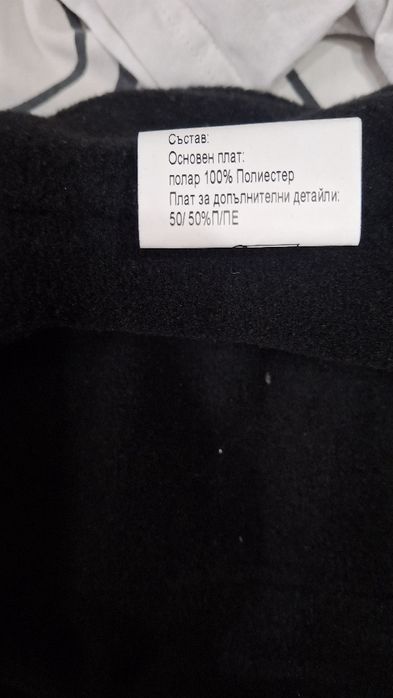 Състав:
Основен плат:
полар 100% Полиестер
Плат за допълнителни детайли:
50/ 50%П/ПЕ